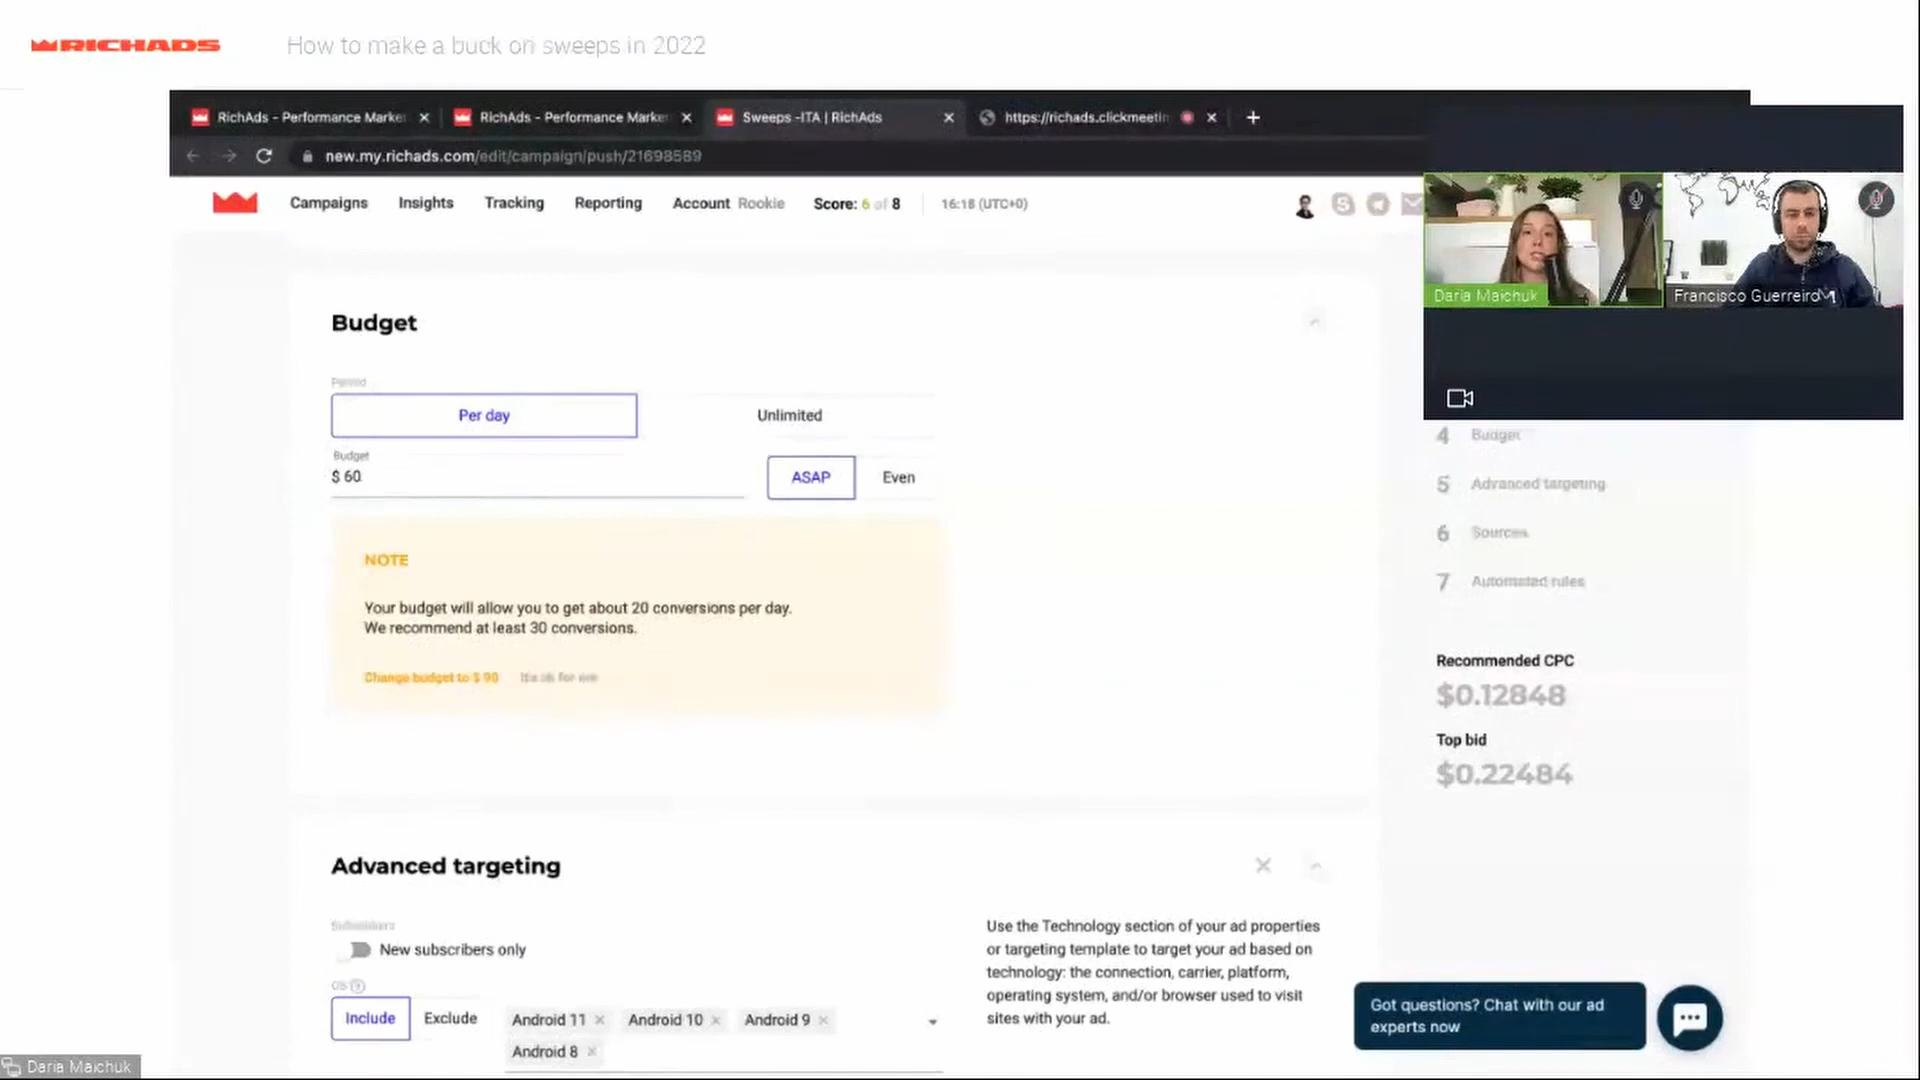 RICHADS
How to make a buck on sweeps in 2022
RichAds - Performance Marke
RichAds - Performance Marke
Sweeps -ITA | RichAds
https://richads.clickmeetin
new.my.richads.com/edit/campaign/push/21698589
Campaigns
Insights
Tracking
Reporting
Account Rookie
Score: 6 of 8
16:18 (UTC+0)
Daria Maichuk
Francisco Guerreiro
Budget
Period
Per day
Unlimited
Budget
$ 60
ASAP
Even
NOTE
Your budget will allow you to get about 20 conversions per day.
We recommend at least 30 conversions.
Change budget to $ 90
It's ok for me
4 Budget
5 Advanced targeting
6 Sources
7 Automated rules
Recommended CPC
$0.12848
Top bid
$0.22484
Advanced targeting
Subscribers
New subscribers only
OS
Include
Exclude
Android 11
Android 10
Android 9
Android 8
Use the Technology section of your ad properties
or targeting template to target your ad based on
technology: the connection, carrier, platform,
operating system, and/or browser used to visit
sites with your ad.
Got questions? Chat with our ad
experts now
Daria Maichuk